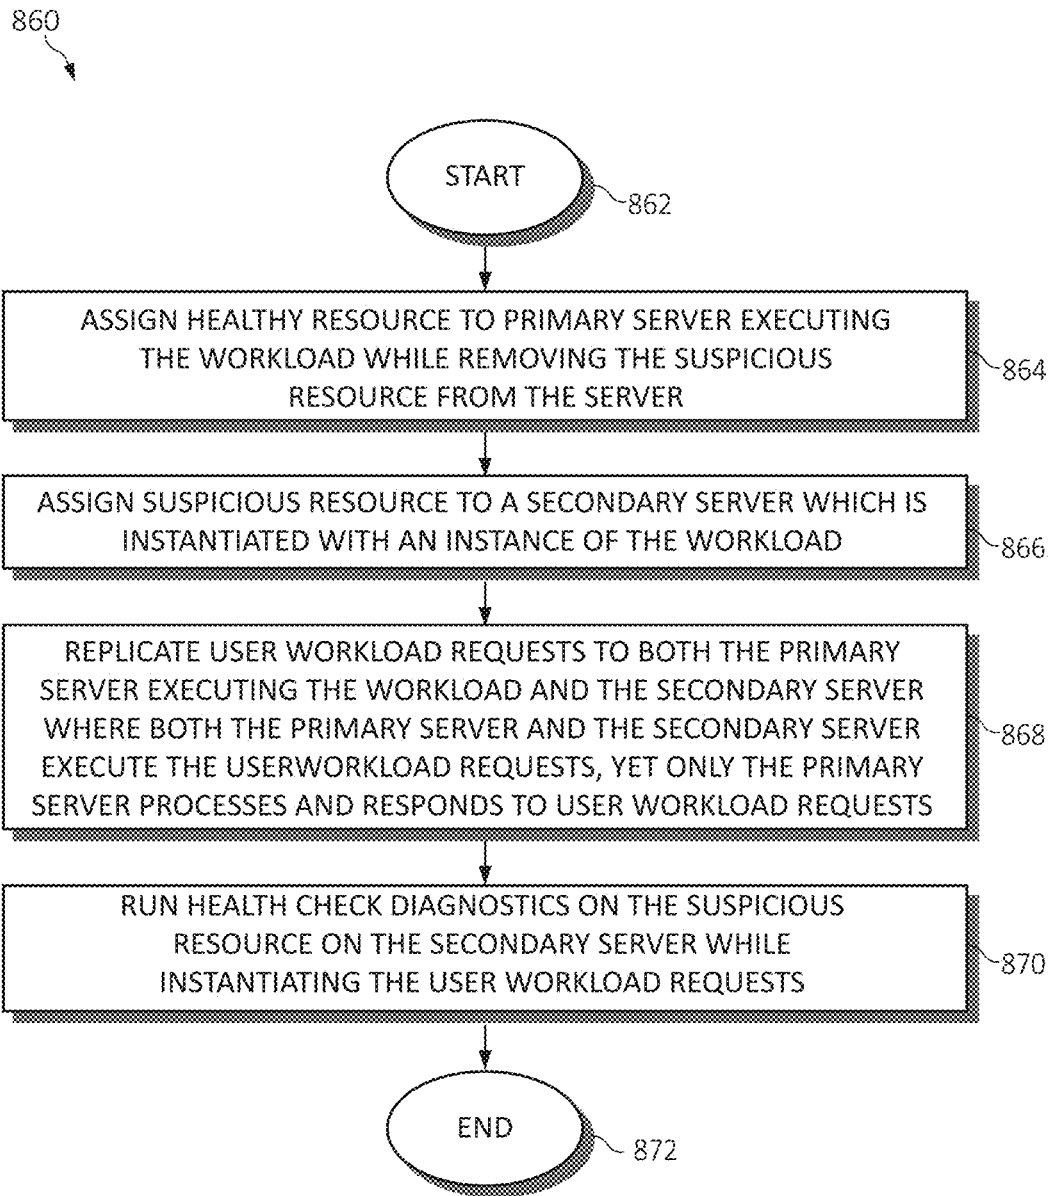 860
START
862
ASSIGN HEALTHY RESOURCE TO PRIMARY SERVER EXECUTING
THE WORKLOAD WHILE REMOVING THE SUSPICIOUS
RESOURCE FROM THE SERVER
864
ASSIGN SUSPICIOUS RESOURCE TO A SECONDARY SERVER WHICH IS
INSTANTIATED WITH AN INSTANCE OF THE WORKLOAD
866
REPLICATE USER WORKLOAD REQUESTS TO BOTH THE PRIMARY
SERVER EXECUTING THE WORKLOAD AND THE SECONDARY SERVER
WHERE BOTH THE PRIMARY SERVER AND THE SECONDARY SERVER
EXECUTE THE USERWORKLOAD REQUESTS, YET ONLY THE PRIMARY
SERVER PROCESSES AND RESPONDS TO USER WORKLOAD REQUESTS
868
RUN HEALTH CHECK DIAGNOSTICS ON THE SUSPICIOUS
RESOURCE ON THE SECONDARY SERVER WHILE
INSTANTIATING THE USER WORKLOAD REQUESTS
870
END
872